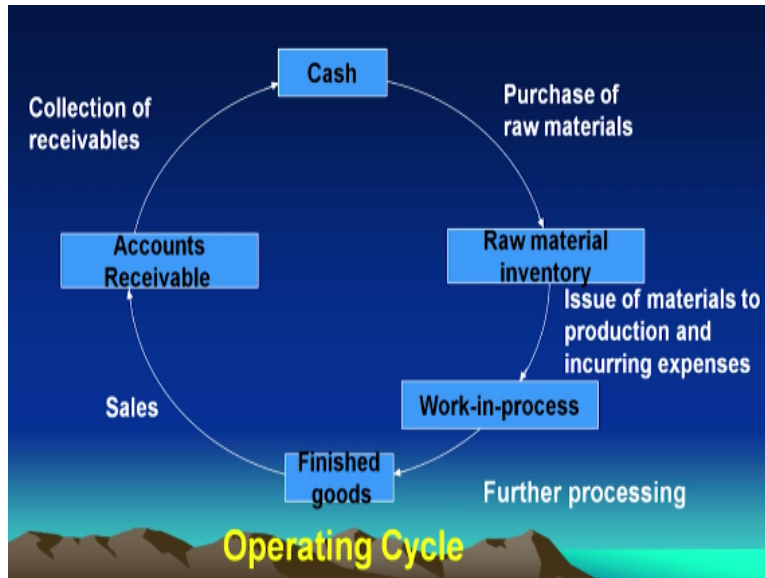 Cash
Collection of
receivables
Purchase of
raw materials
Accounts
Receivable
Raw material
inventory
Issue of materials to
production and
incurring expenses
Work-in-process
Sales
Finished
goods
Further processing
Operating Cycle